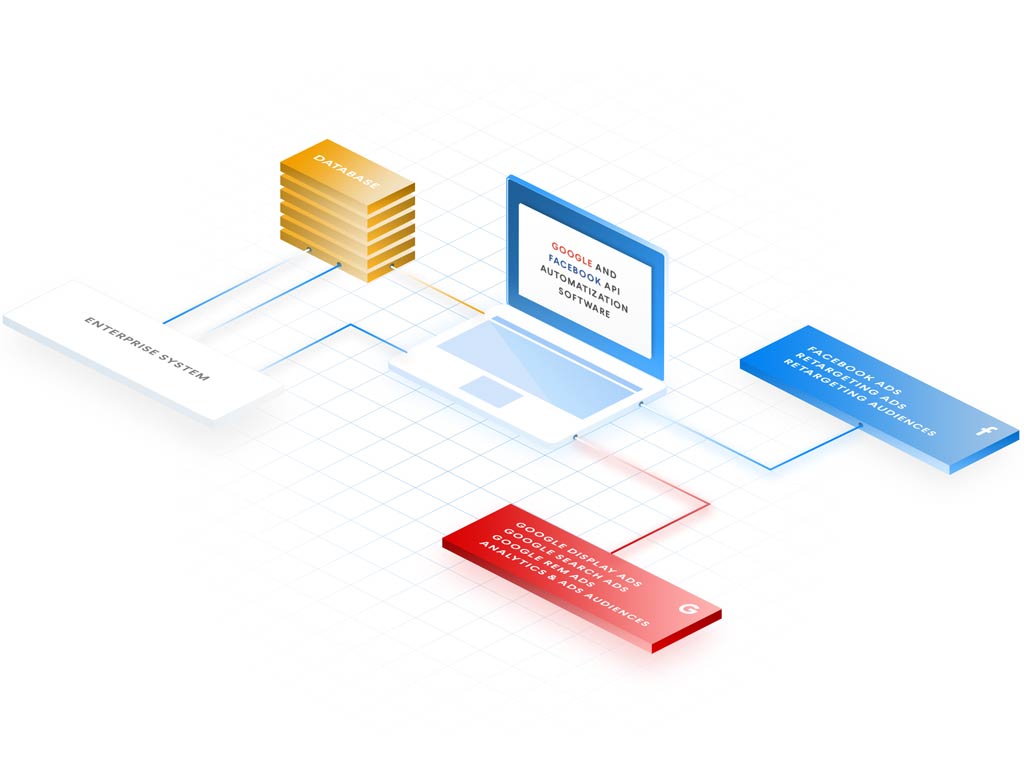 DATABASE
GOOGLE AND
FACEBOOK API
AUTOMATIZATION
SOFTWARE
ENTERPRISE SYSTEM
FACEBOOK ADS
RETARGETING ADS
RETARGETING AUDIENCES
f
GOOGLE DISPLAY ADS
GOOGLE SEARCH ADS
GOOGLE REM ADS
ANALYTICS & ADS AUDIENCES
G